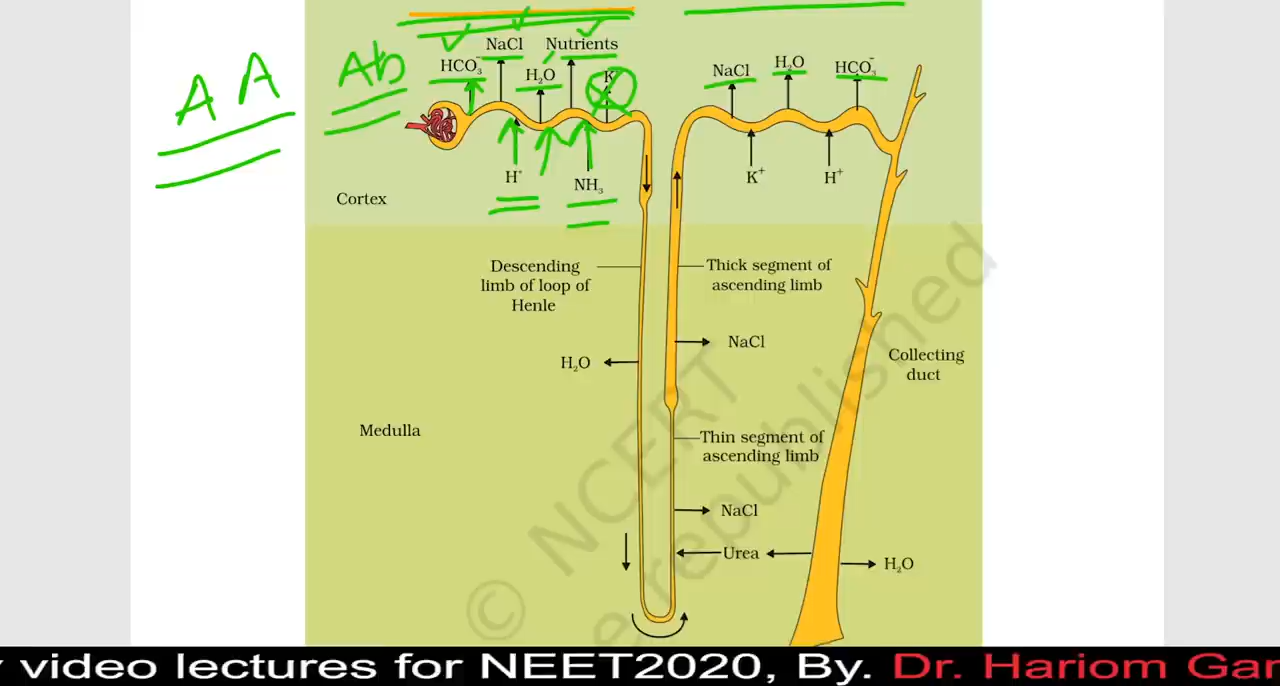 NaCl Nutrients
HCO₃⁻ H₂O K
NaCl H₂O HCO₃⁻
A A Ab
H⁺ NH₃
K⁺ H⁺
Cortex
Descending
limb of loop of
Henle
Thick segment of
ascending limb
NaCl
H₂O
Collecting
duct
Medulla
Thin segment of
ascending limb
NaCl
Urea
H₂O
© NCERT
republished
video lectures for NEET2020, By. Dr. Hariom Gar